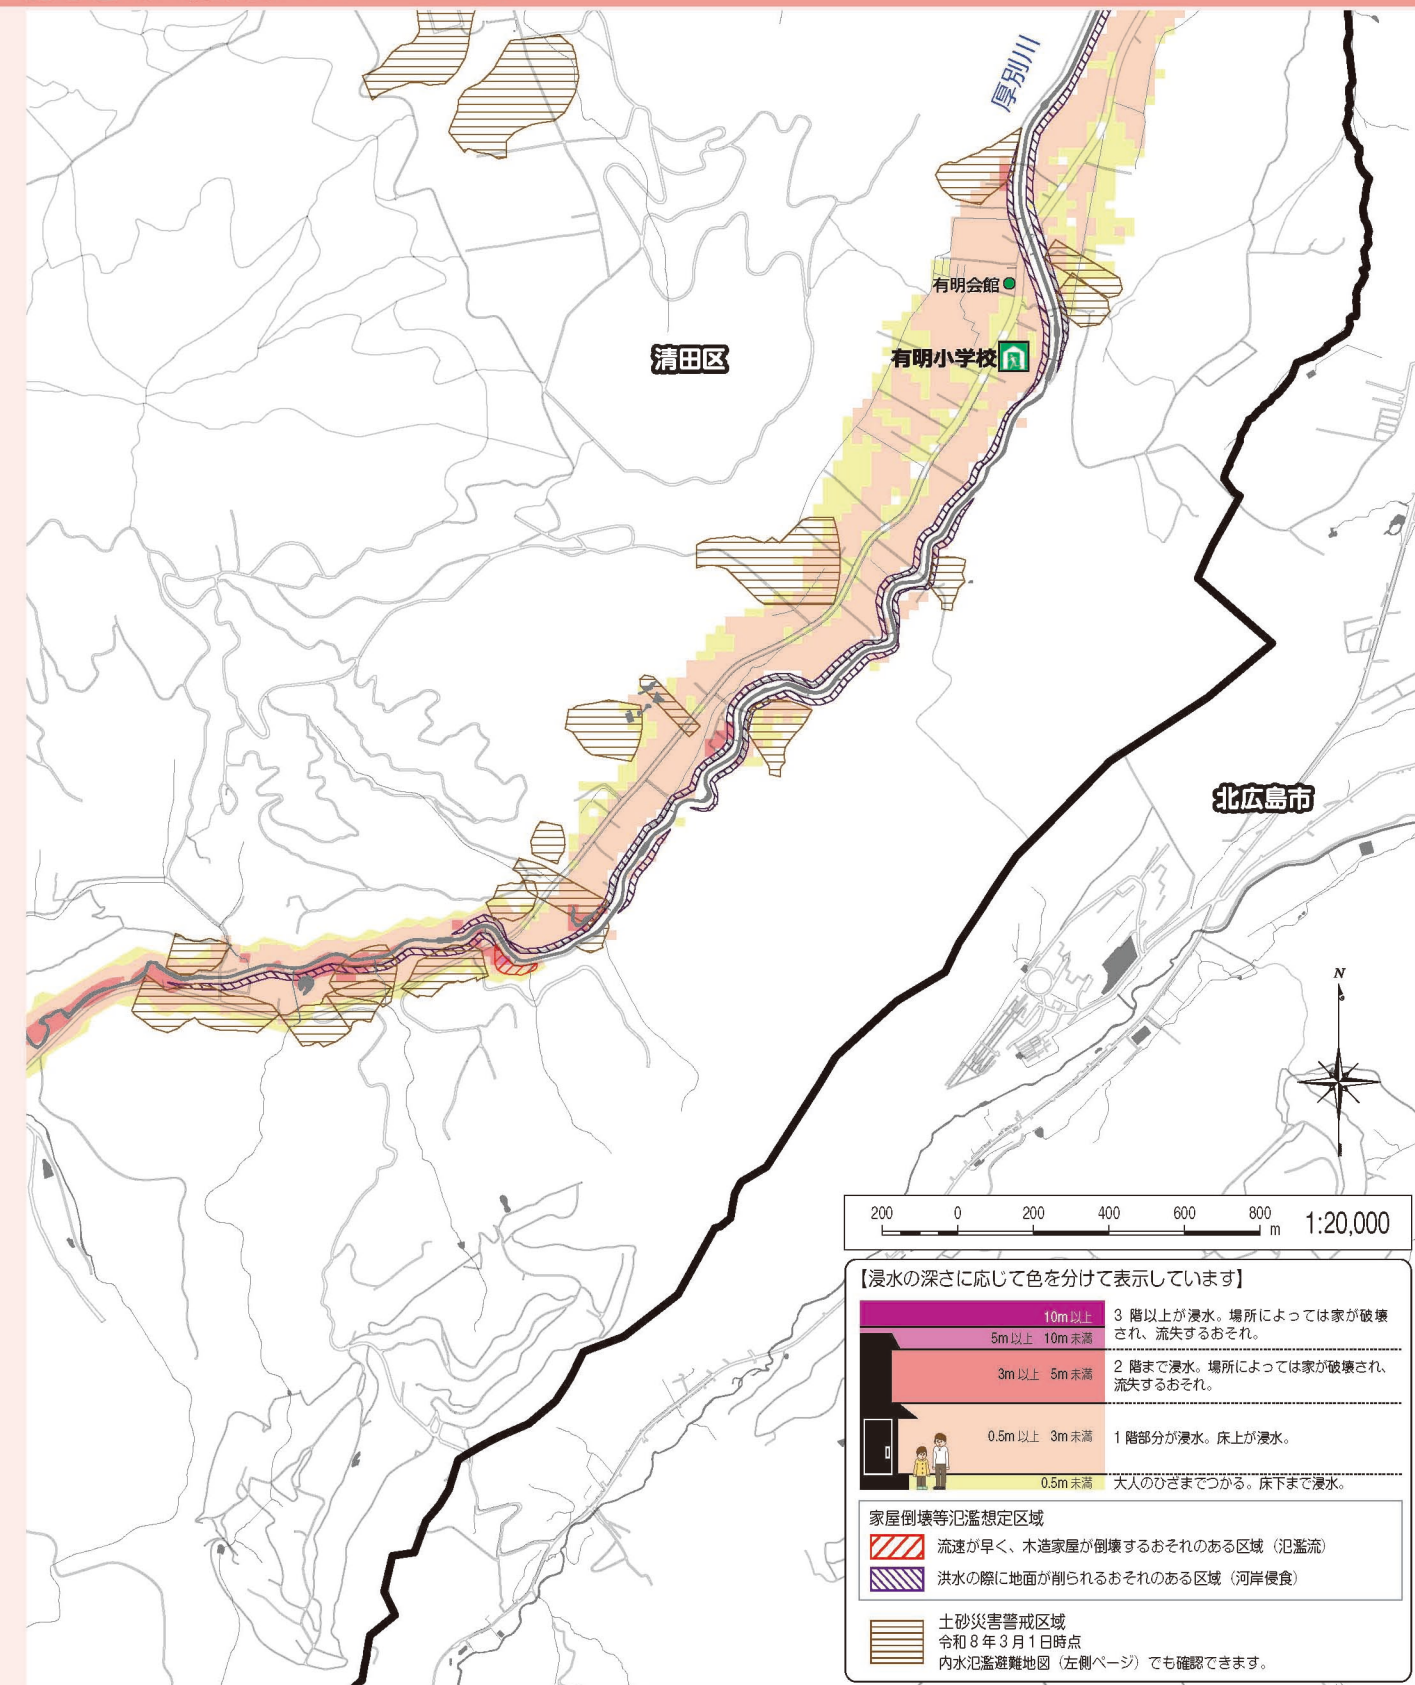 厚別川
有明会館
有明小学校
清田区
北広島市
N
200 0 200 400 600 800 m 1:20,000
【浸水の深さに応じて色を分けて表示しています】
10m以上
5m以上 10m未満
3 階以上が浸水。場所によっては家が破壊
され、流失するおそれ。
3m以上 5m未満
2 階まで浸水。場所によっては家が破壊され、
流失するおそれ。
0.5m以上 3m未満
1 階部分が浸水。床上が浸水。
0.5m未満
大人のひざまでつかる。床下まで浸水。
家屋倒壊等氾濫想定区域
流速が早く、木造家屋が倒壊するおそれのある区域（氾濫流）
洪水の際に地面が削られるおそれのある区域（河岸侵食）
土砂災害警戒区域
令和8年3月1日時点
内水氾濫避難地図（左側ページ）でも確認できます。